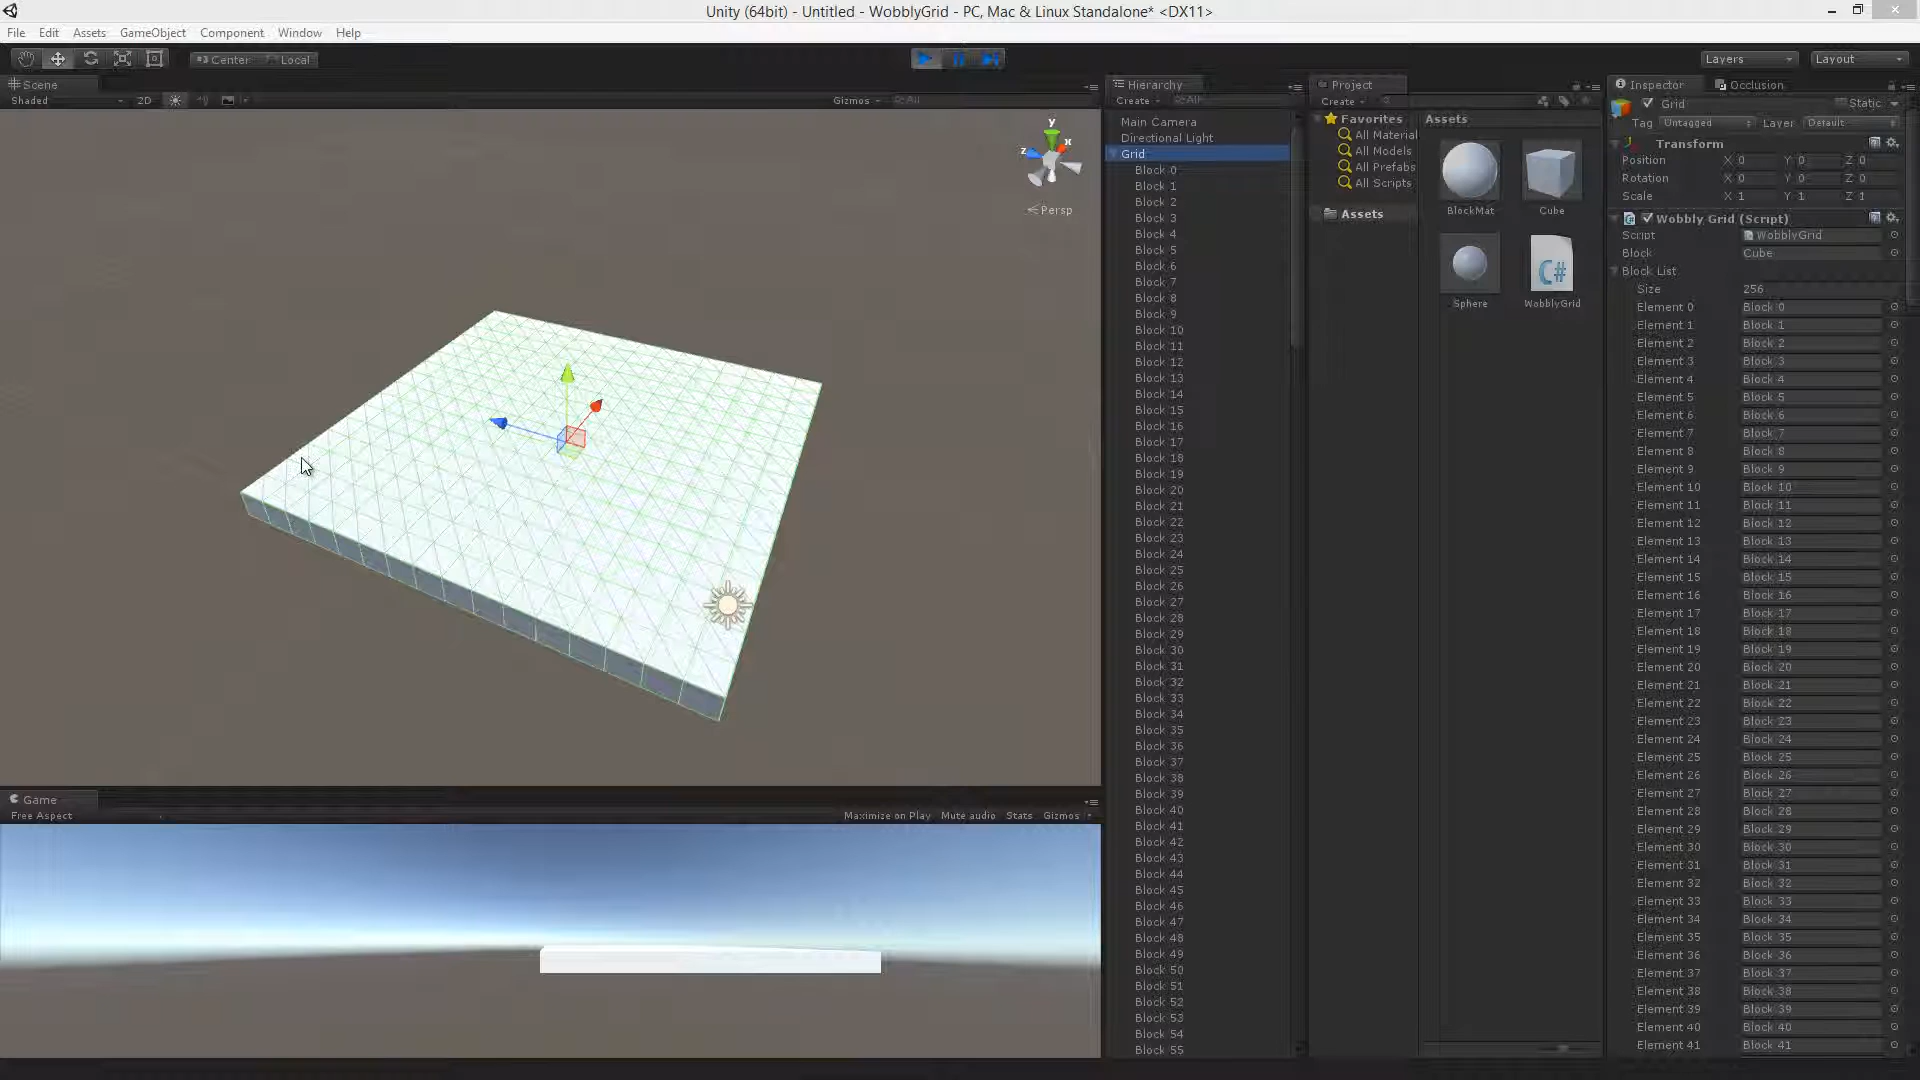 Unity (64bit) - Untitled - WobblyGrid - PC, Mac & Linux Standalone* <DX11>
File Edit Assets GameObject Component Window Help
Center Local
Layers Layout
Scene
Shaded 2D Gizmos All
y
x
z
Persp
Game
Free Aspect
Maximize on Play Mute audio Stats Gizmos
Hierarchy
Create All
Main Camera
Directional Light
Grid
Block 0
Block 1
Block 2
Block 3
Block 4
Block 5
Block 6
Block 7
Block 8
Block 9
Block 10
Block 11
Block 12
Block 13
Block 14
Block 15
Block 16
Block 17
Block 18
Block 19
Block 20
Block 21
Block 22
Block 23
Block 24
Block 25
Block 26
Block 27
Block 28
Block 29
Block 30
Block 31
Block 32
Block 33
Block 34
Block 35
Block 36
Block 37
Block 38
Block 39
Block 40
Block 41
Block 42
Block 43
Block 44
Block 45
Block 46
Block 47
Block 48
Block 49
Block 50
Block 51
Block 52
Block 53
Block 54
Block 55
Project
Create
Favorites
All Material
All Models
All Prefabs
All Scripts
Assets
Assets
BlockMat Cube
C#
Sphere WobblyGrid
Inspector Occlusion
Grid Static
Tag Untagged Layer Default
Transform
Position X 0 Y 0 Z 0
Rotation X 0 Y 0 Z 0
Scale X 1 Y 1 Z 1
Wobbly Grid (Script)
Script WobblyGrid
Block Cube
Block List
Size 256
Element 0 Block 0
Element 1 Block 1
Element 2 Block 2
Element 3 Block 3
Element 4 Block 4
Element 5 Block 5
Element 6 Block 6
Element 7 Block 7
Element 8 Block 8
Element 9 Block 9
Element 10 Block 10
Element 11 Block 11
Element 12 Block 12
Element 13 Block 13
Element 14 Block 14
Element 15 Block 15
Element 16 Block 16
Element 17 Block 17
Element 18 Block 18
Element 19 Block 19
Element 20 Block 20
Element 21 Block 21
Element 22 Block 22
Element 23 Block 23
Element 24 Block 24
Element 25 Block 25
Element 26 Block 26
Element 27 Block 27
Element 28 Block 28
Element 29 Block 29
Element 30 Block 30
Element 31 Block 31
Element 32 Block 32
Element 33 Block 33
Element 34 Block 34
Element 35 Block 35
Element 36 Block 36
Element 37 Block 37
Element 38 Block 38
Element 39 Block 39
Element 40 Block 40
Element 41 Block 41